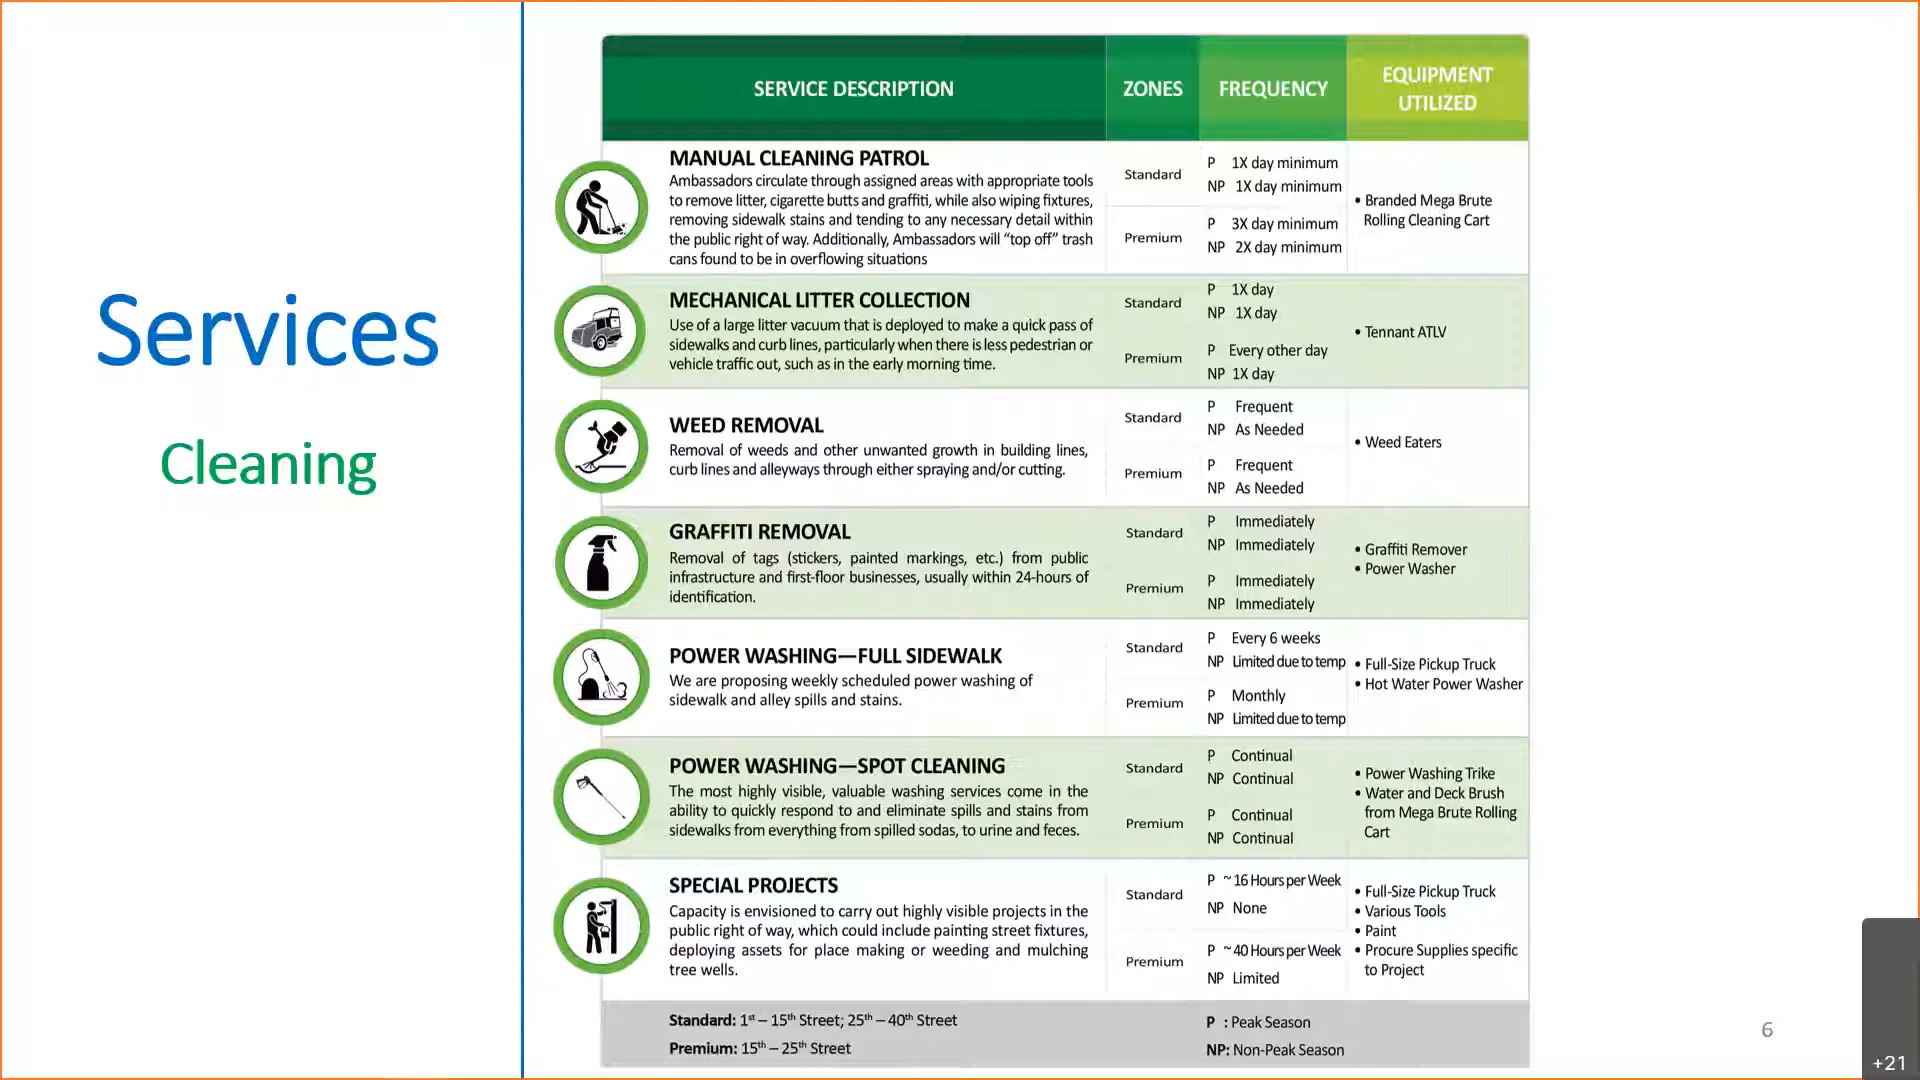 Services
Cleaning
SERVICE DESCRIPTION
ZONES
FREQUENCY
EQUIPMENT
UTILIZED
MANUAL CLEANING PATROL
Ambassadors circulate through assigned areas with appropriate tools
to remove litter, cigarette butts and graffiti, while also wiping fixtures,
removing sidewalk stains and tending to any necessary detail within
the public right of way. Additionally, Ambassadors will “top off” trash
cans found to be in overflowing situations
Standard
P 1X day minimum
NP 1X day minimum
Premium
P 3X day minimum
NP 2X day minimum
• Branded Mega Brute
Rolling Cleaning Cart
MECHANICAL LITTER COLLECTION
Use of a large litter vacuum that is deployed to make a quick pass of
sidewalks and curb lines, particularly when there is less pedestrian or
vehicle traffic out, such as in the early morning time.
Standard
P 1X day
NP 1X day
Premium
P Every other day
NP 1X day
• Tennant ATLV
WEED REMOVAL
Removal of weeds and other unwanted growth in building lines,
curb lines and alleyways through either spraying and/or cutting.
Standard
P Frequent
NP As Needed
Premium
P Frequent
NP As Needed
• Weed Eaters
GRAFFITI REMOVAL
Removal of tags (stickers, painted markings, etc.) from public
infrastructure and first-floor businesses, usually within 24-hours of
identification.
Standard
P Immediately
NP Immediately
Premium
P Immediately
NP Immediately
• Graffiti Remover
• Power Washer
POWER WASHING—FULL SIDEWALK
We are proposing weekly scheduled power washing of
sidewalk and alley spills and stains.
Standard
P Every 6 weeks
NP Limited due to temp
Premium
P Monthly
NP Limited due to temp
• Full-Size Pickup Truck
• Hot Water Power Washer
POWER WASHING—SPOT CLEANING
The most highly visible, valuable washing services come in the
ability to quickly respond to and eliminate spills and stains from
sidewalks from everything from spilled sodas, to urine and feces.
Standard
P Continual
NP Continual
Premium
P Continual
NP Continual
• Power Washing Trike
• Water and Deck Brush
from Mega Brute Rolling
Cart
SPECIAL PROJECTS
Capacity is envisioned to carry out highly visible projects in the
public right of way, which could include painting street fixtures,
deploying assets for place making or weeding and mulching
tree wells.
Standard
P ~ 16 Hours per Week
NP None
Premium
P ~ 40 Hours per Week
NP Limited
• Full-Size Pickup Truck
• Various Tools
• Paint
• Procure Supplies specific
to Project
Standard: 1st – 15th Street; 25th – 40th Street
Premium: 15th – 25th Street
P : Peak Season
NP: Non-Peak Season
6
+21